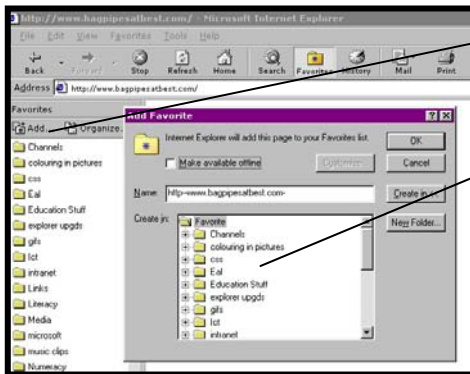 http://www.bagpipesatbest.com/ - Microsoft Internet Explorer
File Edit View Favorites Tools Help
Back Forward Stop Refresh Home Search Favorites History Mail Print
Address http://www.bagpipesatbest.com/
Favorites
Add... Organize...
Channels
colouring in pictures
css
Eal
Education Stuff
explorer upgds
gifs
Ict
intranet
Links
Literacy
Media
microsoft
music clips
Numeracy
Add Favorite
Internet Explorer will add this page to your Favorites list.
OK
Make available offline
Customize...
Cancel
Name: http--www.bagpipesatbest.com-
Create in <<
Create in:
New Folder...
Favorite
Channels
colouring in pictures
css
Eal
Education Stuff
explorer upgds
gifs
Ict
intranet